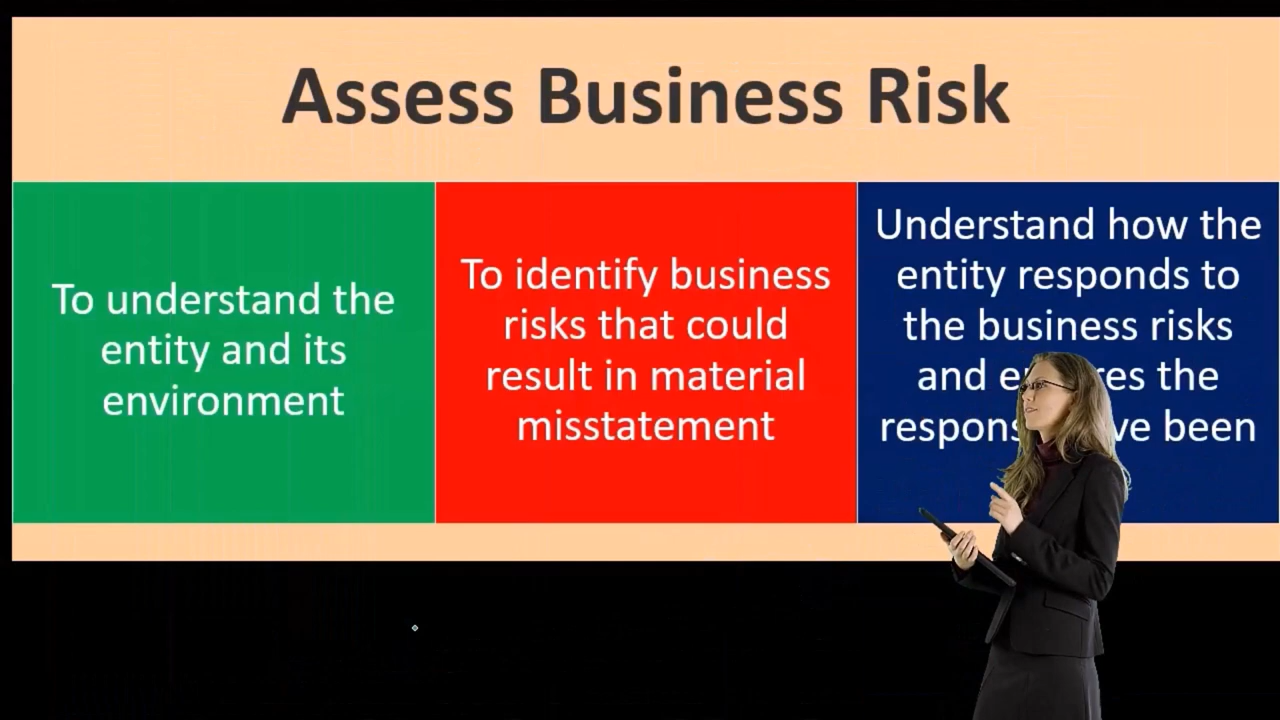 Assess Business Risk
To understand the
entity and its
environment
To identify business
risks that could
result in material
misstatement
Understand how the
entity responds to
the business risks
and the
been